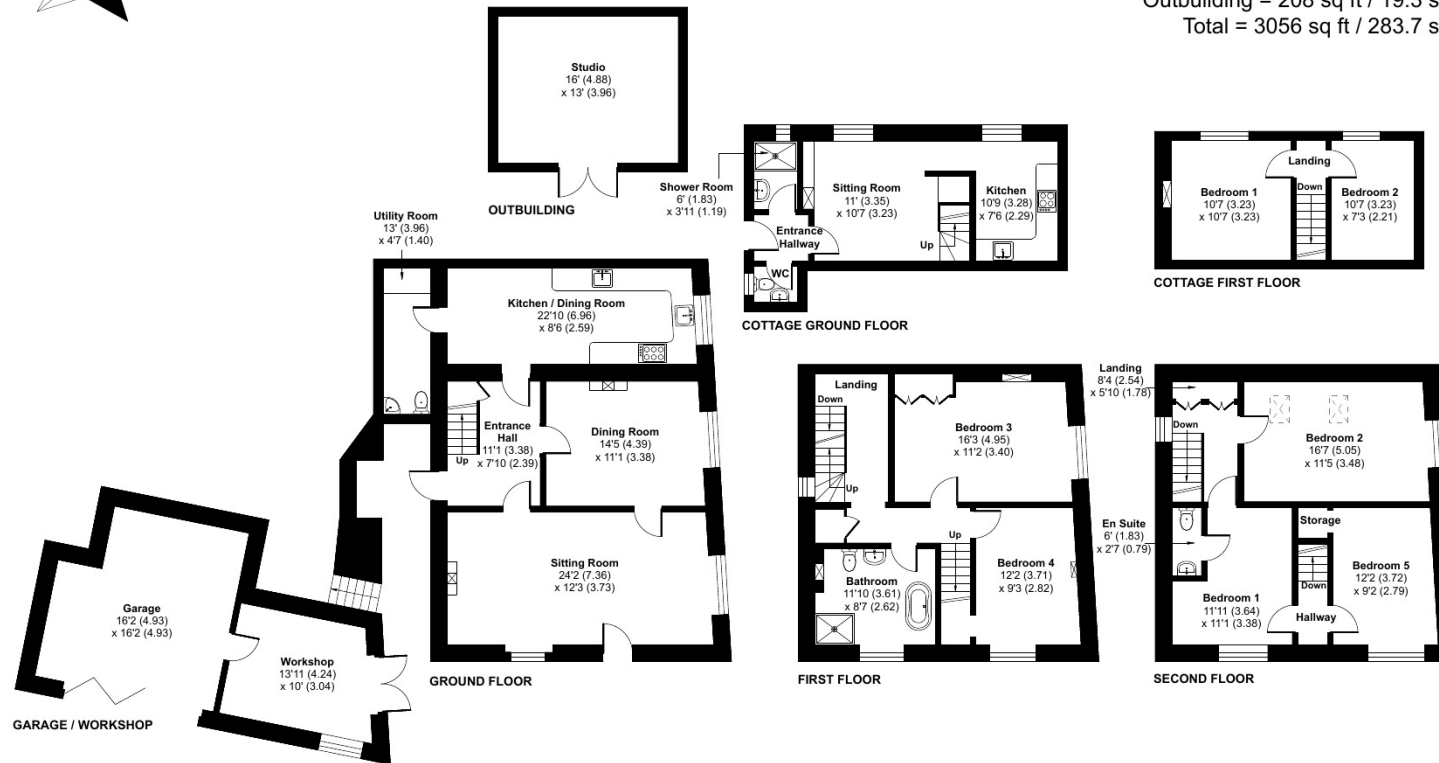 Outbuilding = 208 sq ft / 19.3 s
Total = 3056 sq ft / 283.7 s
Studio
16' (4.88)
x 13' (3.96)
OUTBUILDING
Shower Room
6' (1.83)
x 3'11 (1.19)
Sitting Room
11' (3.35)
x 10'7 (3.23)
Kitchen
10'9 (3.28)
x 7'6 (2.29)
Entrance
Hallway
Up
WC
COTTAGE GROUND FLOOR
Landing
Down
Bedroom 1
10'7 (3.23)
x 10'7 (3.23)
Bedroom 2
10'7 (3.23)
x 7'3 (2.21)
COTTAGE FIRST FLOOR
Utility Room
13' (3.96)
x 4'7 (1.40)
Kitchen / Dining Room
22'10 (6.96)
x 8'6 (2.59)
Entrance
Hall
11'1 (3.38)
x 7'10 (2.39)
Up
Dining Room
14'5 (4.39)
x 11'1 (3.38)
Sitting Room
24'2 (7.36)
x 12'3 (3.73)
GROUND FLOOR
Garage
16'2 (4.93)
x 16'2 (4.93)
Workshop
13'11 (4.24)
x 10' (3.04)
GARAGE / WORKSHOP
Landing
Down
Up
Bedroom 3
16'3 (4.95)
x 11'2 (3.40)
Up
Bedroom 4
12'2 (3.71)
x 9'3 (2.82)
Bathroom
11'10 (3.61)
x 8'7 (2.62)
FIRST FLOOR
Landing
8'4 (2.54)
x 5'10 (1.78)
Down
Bedroom 2
16'7 (5.05)
x 11'5 (3.48)
En Suite
6' (1.83)
x 2'7 (0.79)
Storage
Down
Bedroom 5
12'2 (3.72)
x 9'2 (2.79)
Bedroom 1
11'11 (3.64)
x 11'1 (3.38)
Hallway
SECOND FLOOR